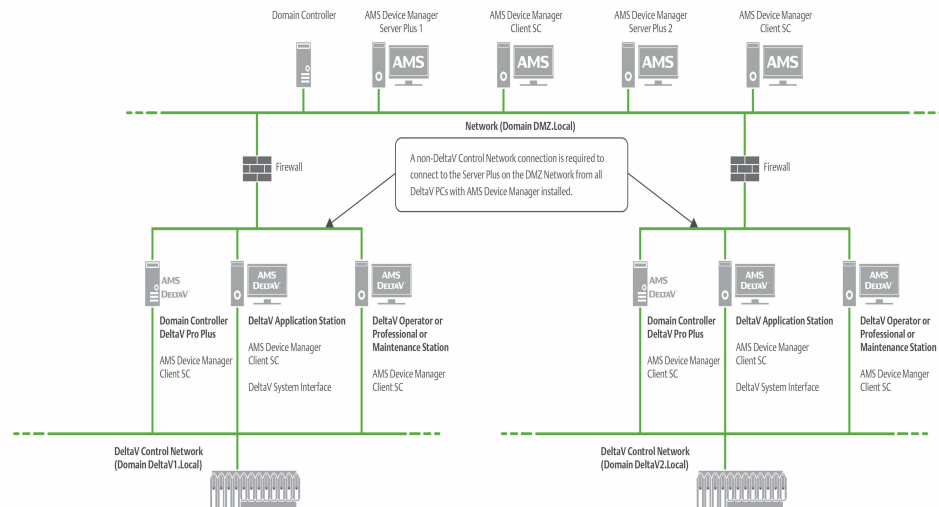 Domain Controller
AMS Device Manager
Server Plus 1
AMS Device Manager
Client SC
AMS Device Manager
Server Plus 2
AMS Device Manager
Client SC
AMS
AMS
AMS
AMS
Network (Domain DMZ.Local)
Firewall
A non-DeltaV Control Network connection is required to
connect to the Server Plus on the DMZ Network from all
DeltaV PCs with AMS Device Manager installed.
Firewall
AMS
DELTAV
AMS
DELTAV
AMS
DELTAV
Domain Controller
DeltaV Pro Plus
AMS Device Manager
Client SC
DeltaV Application Station
AMS Device Manager
Client SC
DeltaV System Interface
DeltaV Operator or
Professional or
Maintenance Station
AMS Device Manager
Client SC
AMS
DELTAV
AMS
DELTAV
AMS
DELTAV
Domain Controller
DeltaV Pro Plus
AMS Device Manager
Client SC
DeltaV Application Station
AMS Device Manager
Client SC
DeltaV System Interface
DeltaV Operator or
Professional or
Maintenance Station
AMS Device Manger
Client SC
DeltaV Control Network
(Domain DeltaV1.Local)
DeltaV Control Network
(Domain DeltaV2.Local)